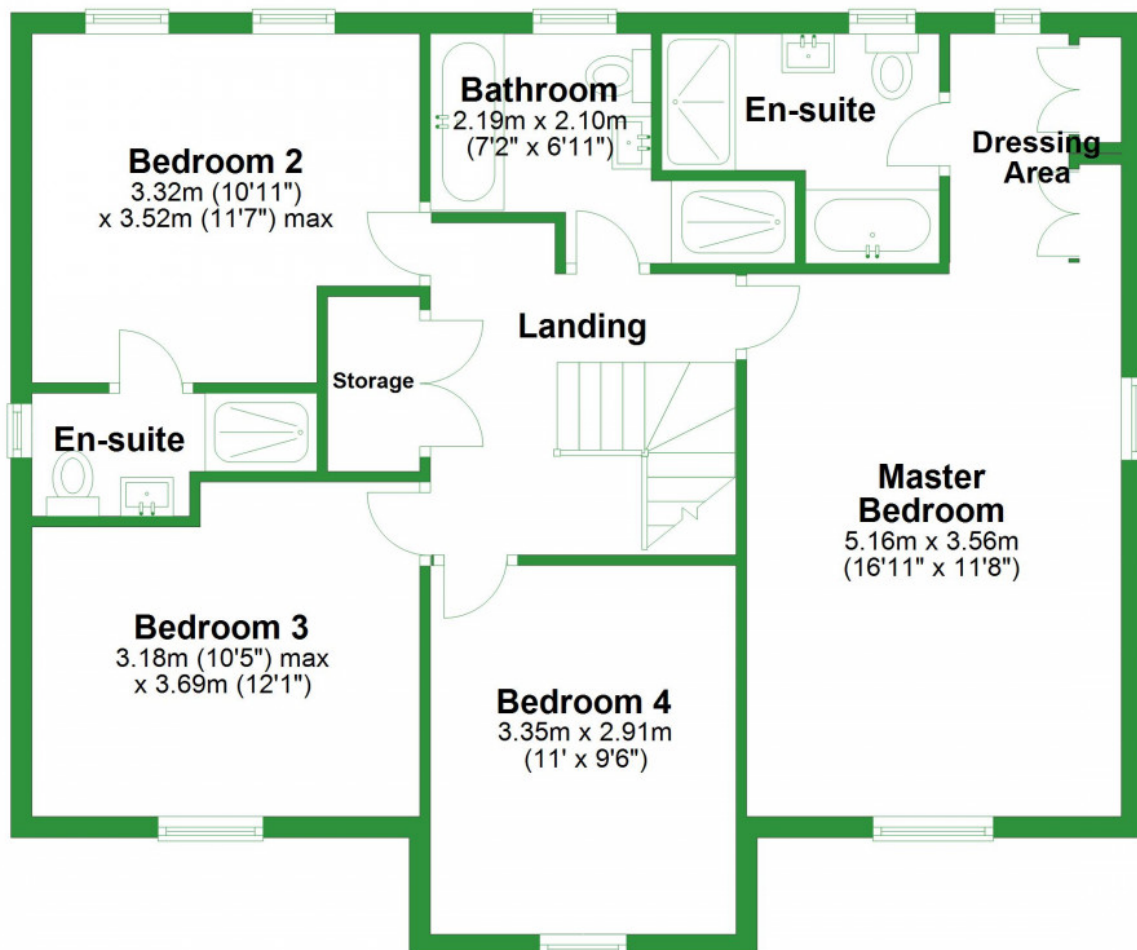 Bedroom 2
3.32m (10'11")
x 3.52m (11'7") max
Bathroom
2.19m x 2.10m
(7'2" x 6'11")
En-suite
Dressing
Area
Landing
Storage
En-suite
Master
Bedroom
5.16m x 3.56m
(16'11" x 11'8")
Bedroom 3
3.18m (10'5") max
x 3.69m (12'1")
Bedroom 4
3.35m x 2.91m
(11' x 9'6")